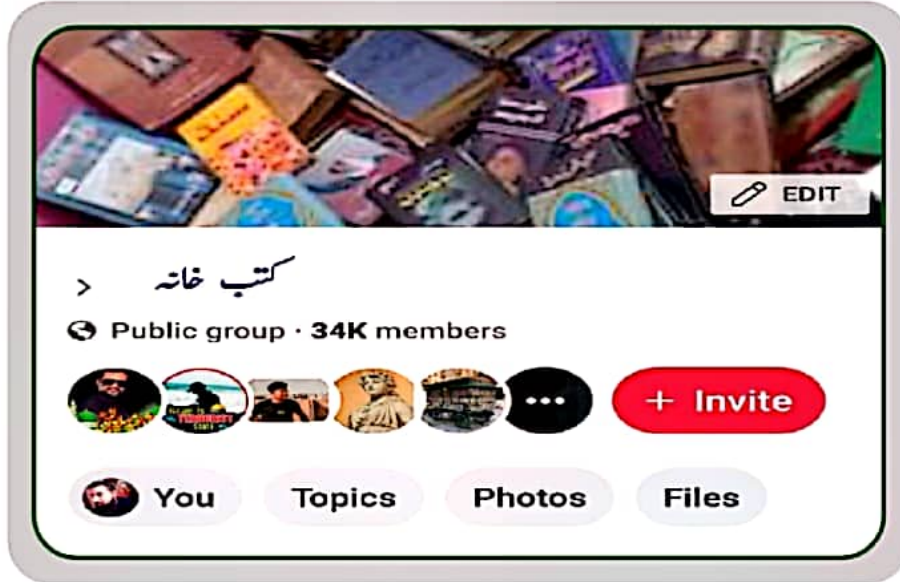 EDIT
کتب خانہ
Public group · 34K members
+ Invite
You Topics Photos Files